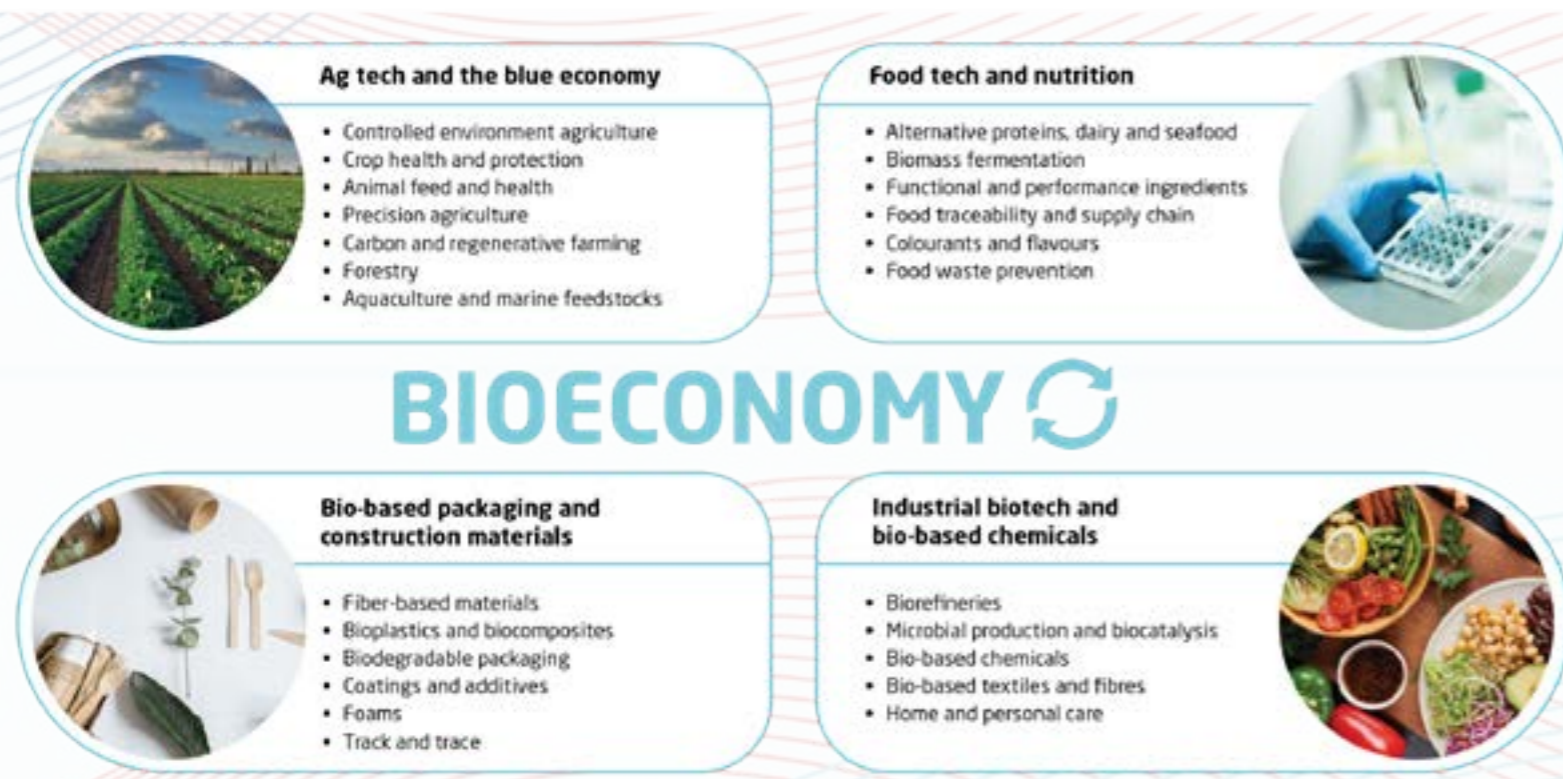 Ag tech and the blue economy
• Controlled environment agriculture
• Crop health and protection
• Animal feed and health
• Precision agriculture
• Carbon and regenerative farming
• Forestry
• Aquaculture and marine feedstocks
Food tech and nutrition
• Alternative proteins, dairy and seafood
• Biomass fermentation
• Functional and performance ingredients
• Food traceability and supply chain
• Colourants and flavours
• Food waste prevention
BIOECONOMY
Bio-based packaging and
construction materials
• Fiber-based materials
• Bioplastics and biocomposites
• Biodegradable packaging
• Coatings and additives
• Foams
• Track and trace
Industrial biotech and
bio-based chemicals
• Biorefineries
• Microbial production and biocatalysis
• Bio-based chemicals
• Bio-based textiles and fibres
• Home and personal care